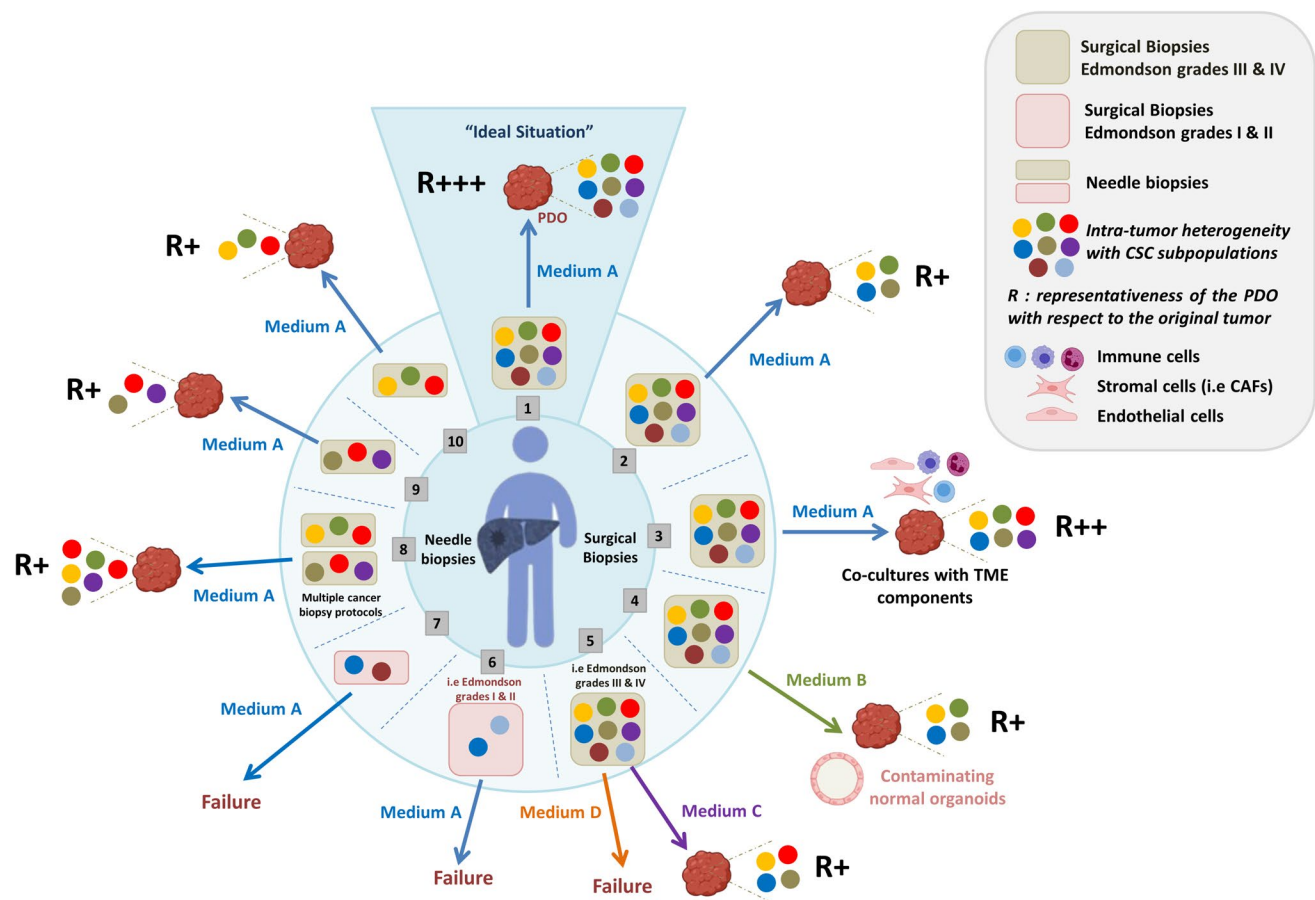 "Ideal Situation"
R+++
PDO
Medium A
R+
Medium A
R+
Medium A
R+
Medium A
R+
Medium A
Multiple cancer
biopsy protocols
Medium A
Failure
i.e Edmondson
grades I & II
Medium A
Failure
i.e Edmondson
grades III & IV
Medium D
Failure
Medium C
R+
Medium B
R+
Contaminating
normal organoids
Medium A
R++
Co-cultures with TME
components
1
2
3
4
5
6
7
8
9
10
Needle
biopsies
Surgical
Biopsies
Surgical Biopsies
Edmondson grades III & IV
Surgical Biopsies
Edmondson grades I & II
Needle biopsies
Intra-tumor heterogeneity
with CSC subpopulations
R : representativeness of the PDO
with respect to the original tumor
Immune cells
Stromal cells (i.e CAFs)
Endothelial cells